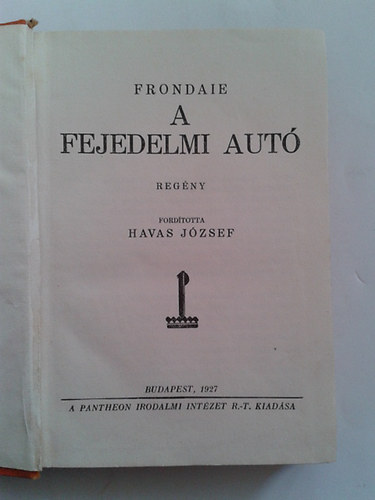 FRONDAIE
A
FEJEDELMI AUTÓ
REGÉNY
FORDÍTOTTA
HAVAS JÓZSEF
BUDAPEST, 1927
A PANTHEON IRODALMI INTÉZET R.-T. KIADÁSA